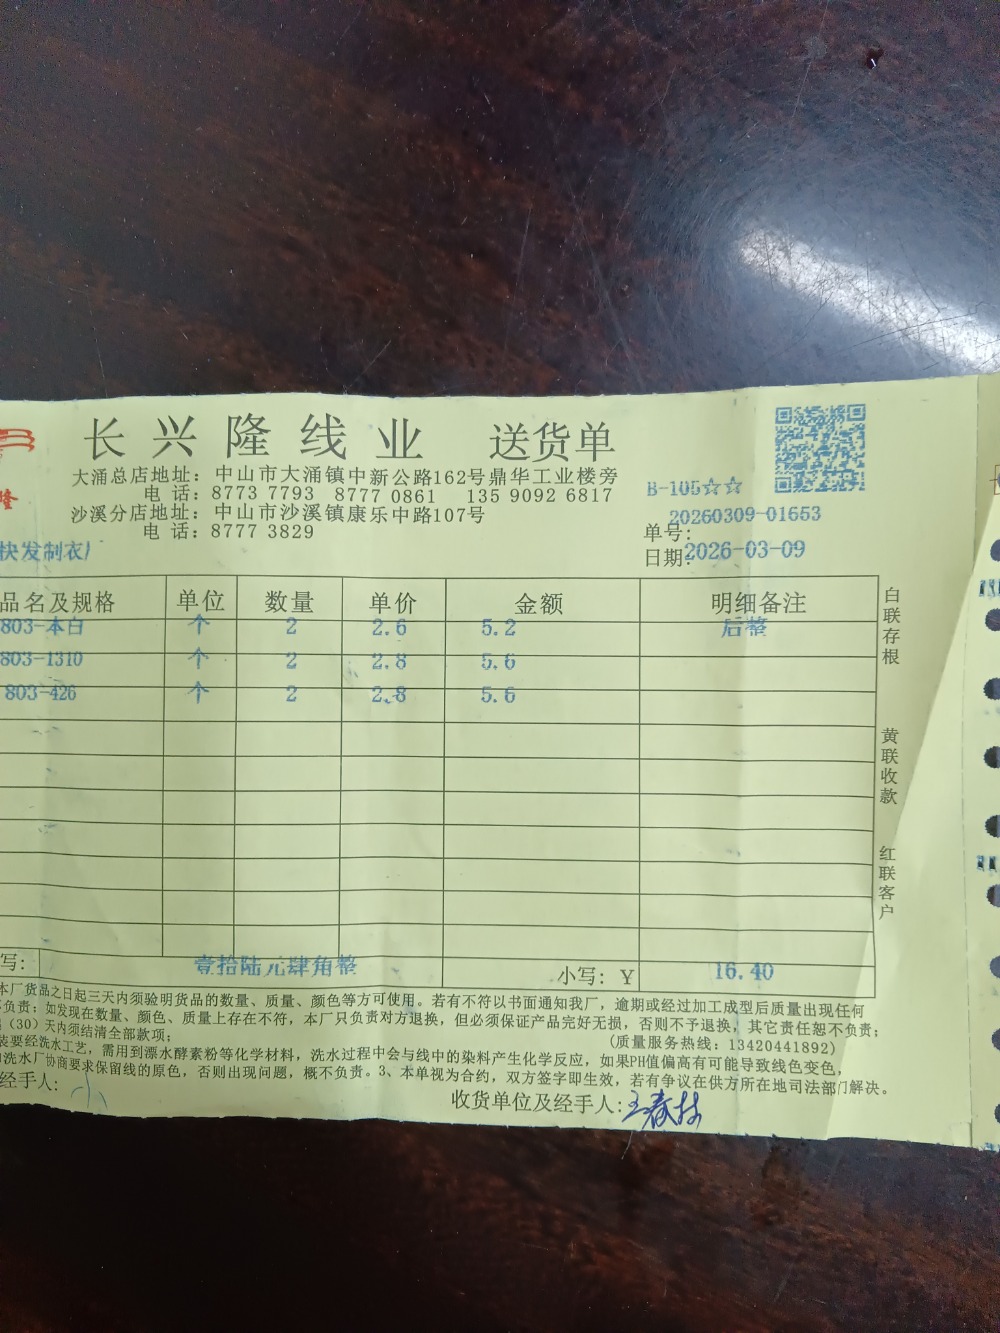 长兴隆线业 送货单
隆
大涌总店地址：中山市大涌镇中新公路162号鼎华工业楼旁
电 话：8773 7793 8777 0861 135 9092 6817
沙溪分店地址：中山市沙溪镇康乐中路107号
电 话：8777 3829
B-105☆☆
单号：20260309-01653
日期：2026-03-09
快发制衣厂
品名及规格 单位 数量 单价 金额 明细备注
803-本白 个 2 2.6 5.2 后整
803-1310 个 2 2.8 5.6
803-426 个 2 2.8 5.6
白联存根
黄联收款
红联客户
写： 壹拾陆元肆角整 小写：￥ 16.40
本厂货品之日起三天内须验明货品的数量、质量、颜色等方可使用。若有不符以书面通知我厂，逾期或经过加工成型后质量出现任何
不负责；如发现在数量、颜色、质量上存在不符，本厂只负责对方退换，但必须保证产品完好无损，否则不予退换，其它责任恕不负责；
（30）天内须结清全部款项； （质量服务热线：13420441892）
装要经洗水工艺，需用到漂水酵素粉等化学材料，洗水过程中会与线中的染料产生化学反应，如果PH值偏高有可能导致线色变色，
洗水厂协商要求保留线的原色，否则出现问题，概不负责。3、本单视为合约，双方签字即生效，若有争议在供方所在地司法部门解决。
经手人：
收货单位及经手人：王春林